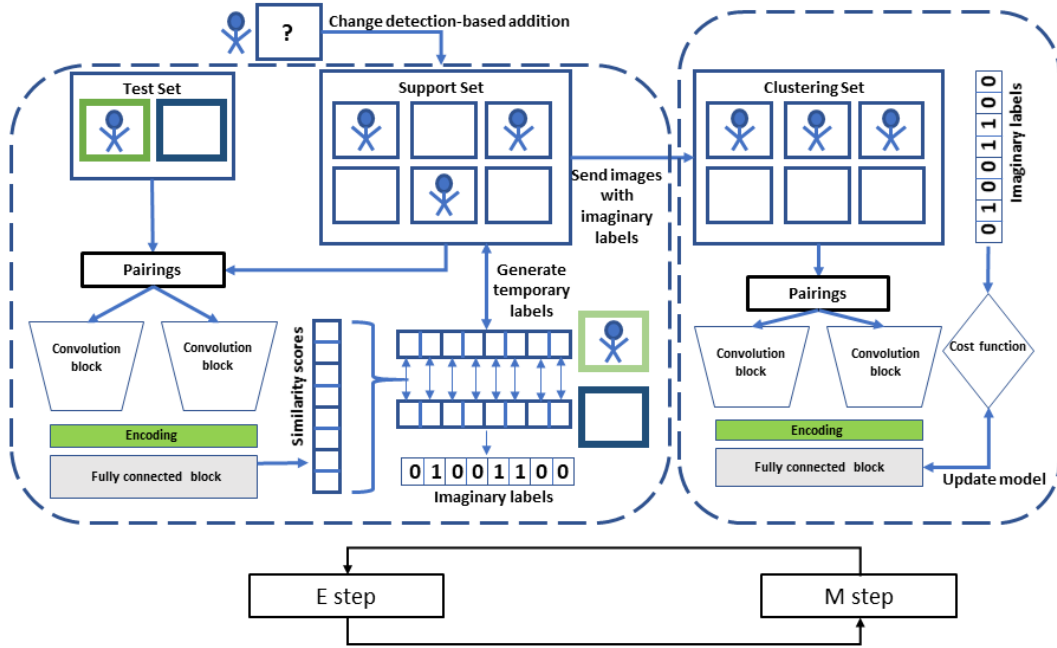 ?
Change detection-based addition
Test Set
Support Set
Clustering Set
0 1 0 0 1 1 0 0
Imaginary labels
Send images
with
imaginary
labels
Pairings
Generate
temporary
labels
Pairings
Convolution
block
Convolution
block
Similarity scores
Convolution
block
Convolution
block
Cost function
Encoding
Fully connected block
0 1 0 0 1 1 0 0
Imaginary labels
Encoding
Fully connected block
Update model
E step
M step